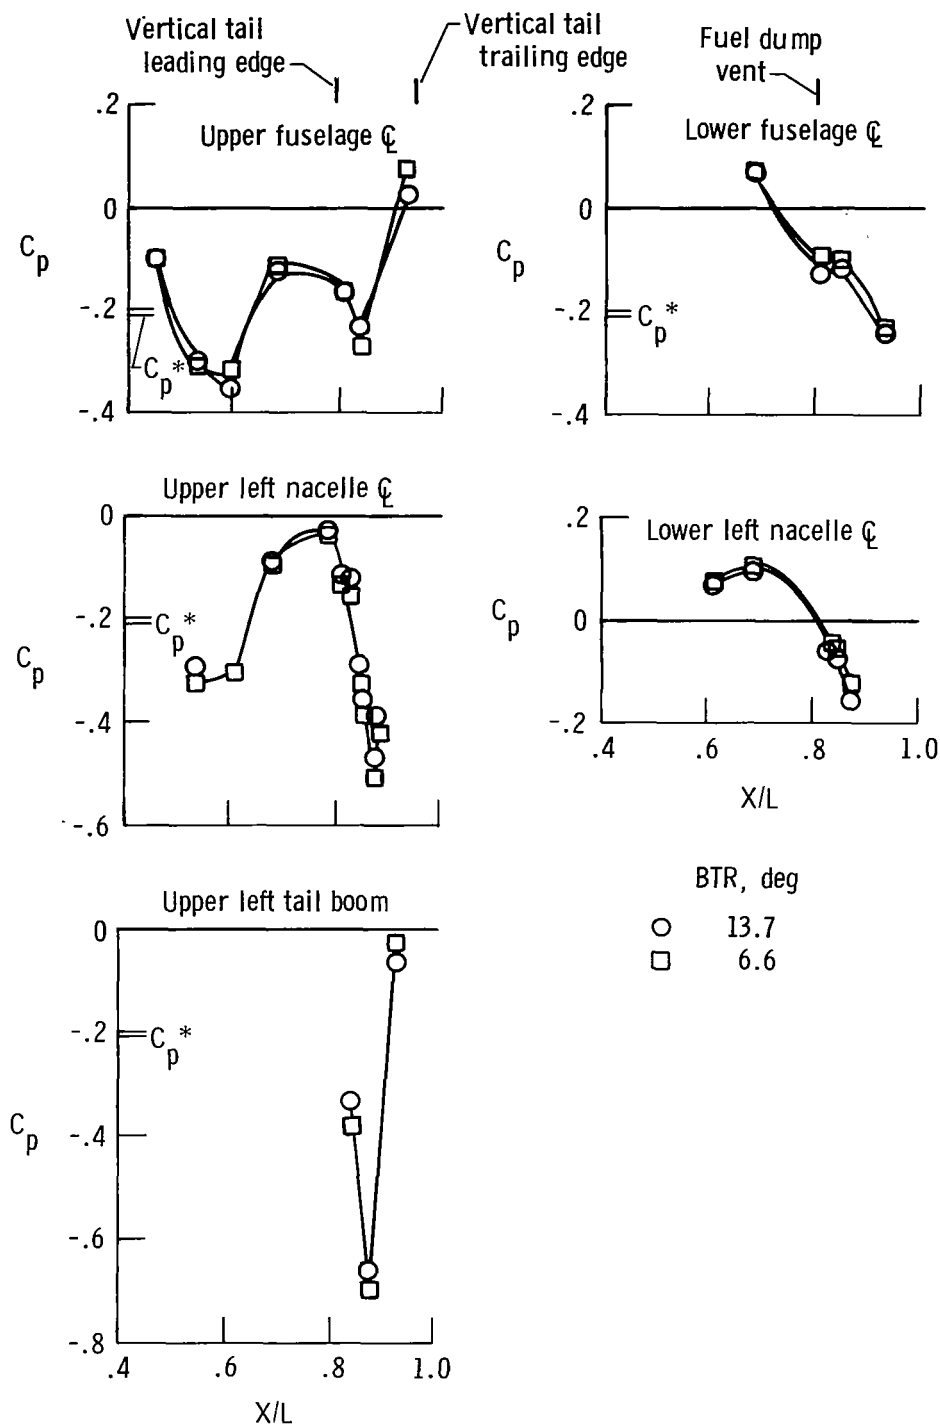 Vertical tail
leading edge
Vertical tail
trailing edge
Fuel dump
vent
.2
0
-.2
-.4
Cp
Upper fuselage ℄
Cp*
.2
0
-.2
-.4
Cp
Lower fuselage ℄
Cp*
Upper left nacelle ℄
0
-.2
-.4
-.6
Cp
Cp*
.2
0
-.2
Cp
Lower left nacelle ℄
.4 .6 .8 1.0
X/L
Upper left tail boom
0
-.2
-.4
-.6
-.8
Cp
Cp*
.4 .6 .8 1.0
X/L
BTR, deg
13.7
6.6